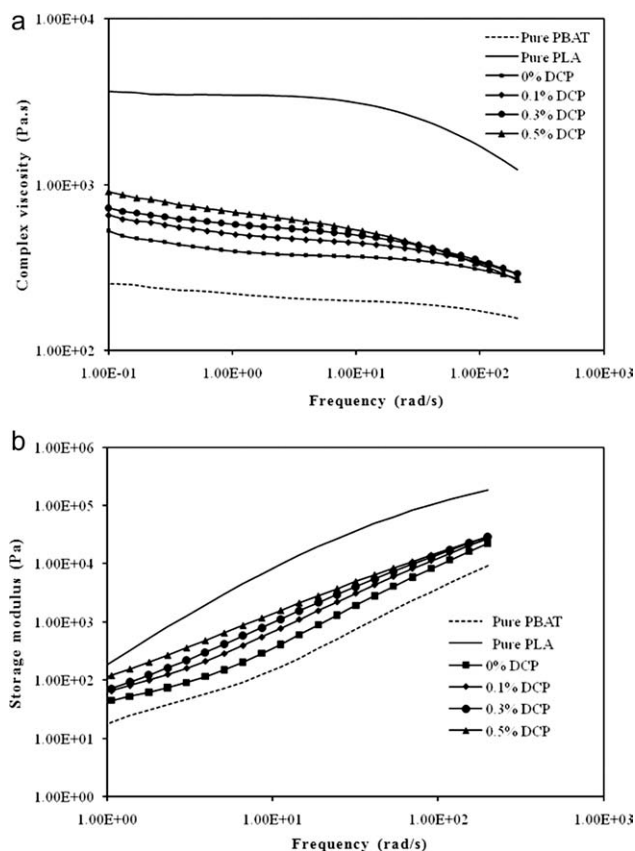 a
1.00E+04
1.00E+03
1.00E+02
Complex viscosity (Pa.s)
Pure PBAT
Pure PLA
0% DCP
0.1% DCP
0.3% DCP
0.5% DCP
1.00E-01 1.00E+00 1.00E+01 1.00E+02 1.00E+03
Frequency (rad/s)
b
1.00E+06
1.00E+05
1.00E+04
1.00E+03
1.00E+02
1.00E+01
1.00E+00
Storage modulus (Pa)
Pure PBAT
Pure PLA
0% DCP
0.1% DCP
0.3% DCP
0.5% DCP
1.00E+00 1.00E+01 1.00E+02 1.00E+03
Frequency (rad/s)